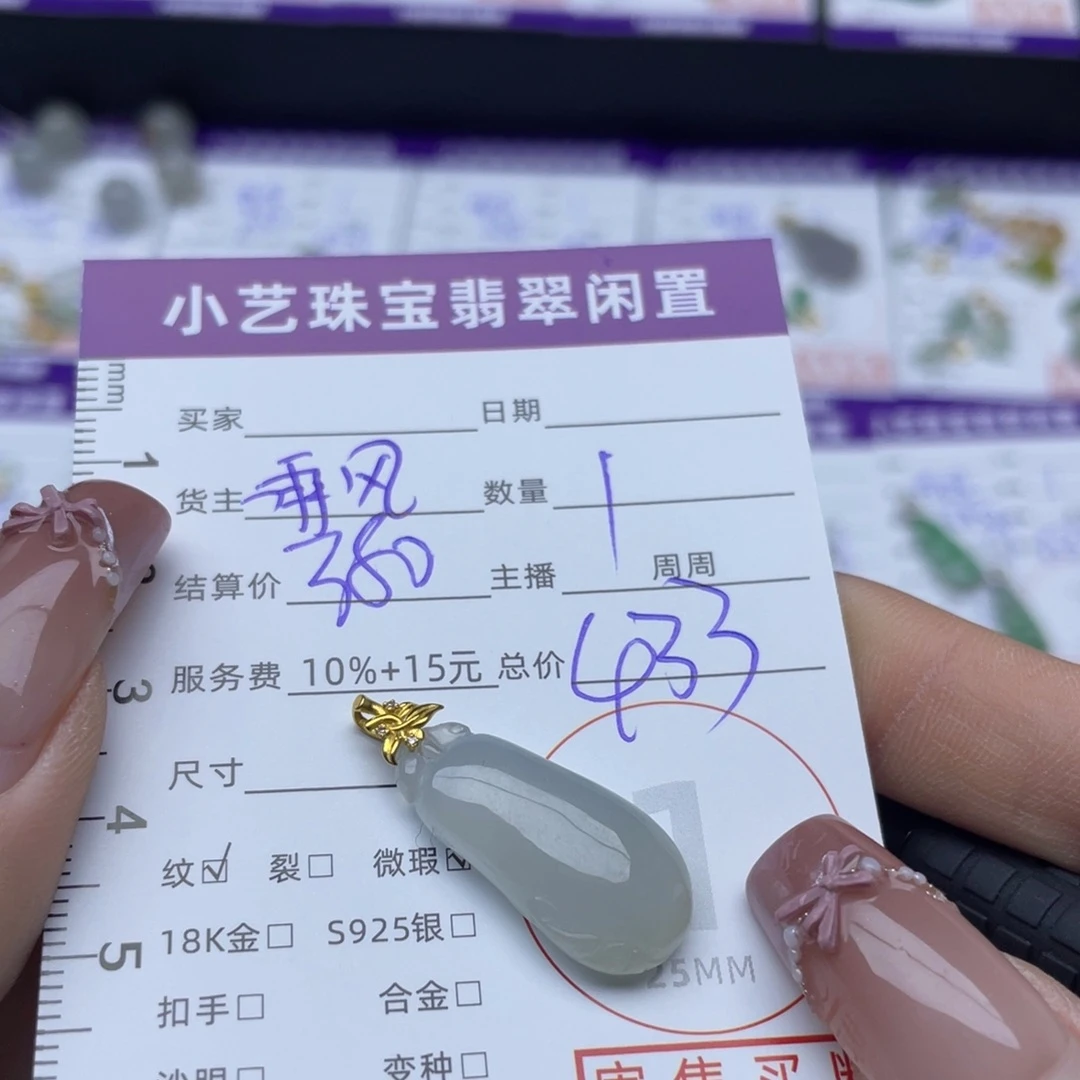 小艺珠宝翡翠闲置
mm
买家 日期
1
货主 乘风 数量 1
结算价 380 主播 周周
服务费 10%+15元 总价 433
3
尺寸
4
纹☑ 裂☐ 微瑕☑
1
18K金☐ S925银☐
5
25MM
扣手☐ 合金☐
变种☐